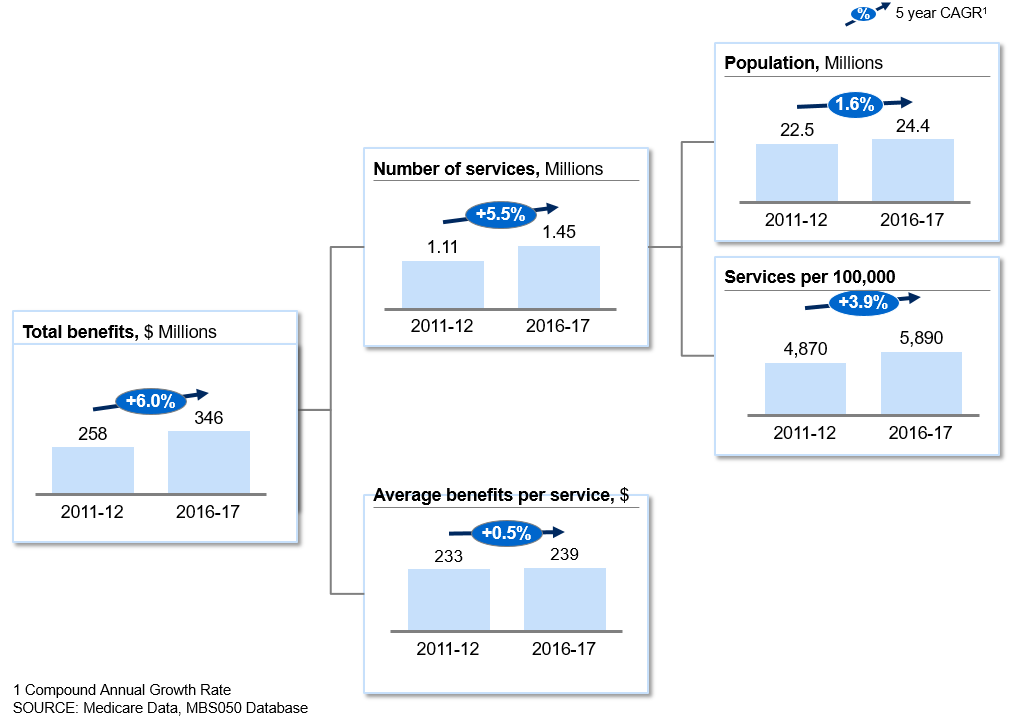 % 5 year CAGR¹
Population, Millions
1.6%
22.5 24.4
2011-12 2016-17
Number of services, Millions
+5.5%
1.11 1.45
2011-12 2016-17
Services per 100,000
+3.9%
4,870 5,890
2011-12 2016-17
Total benefits, $ Millions
+6.0%
258 346
2011-12 2016-17
Average benefits per service, $
+0.5%
233 239
2011-12 2016-17
1 Compound Annual Growth Rate
SOURCE: Medicare Data, MBS050 Database